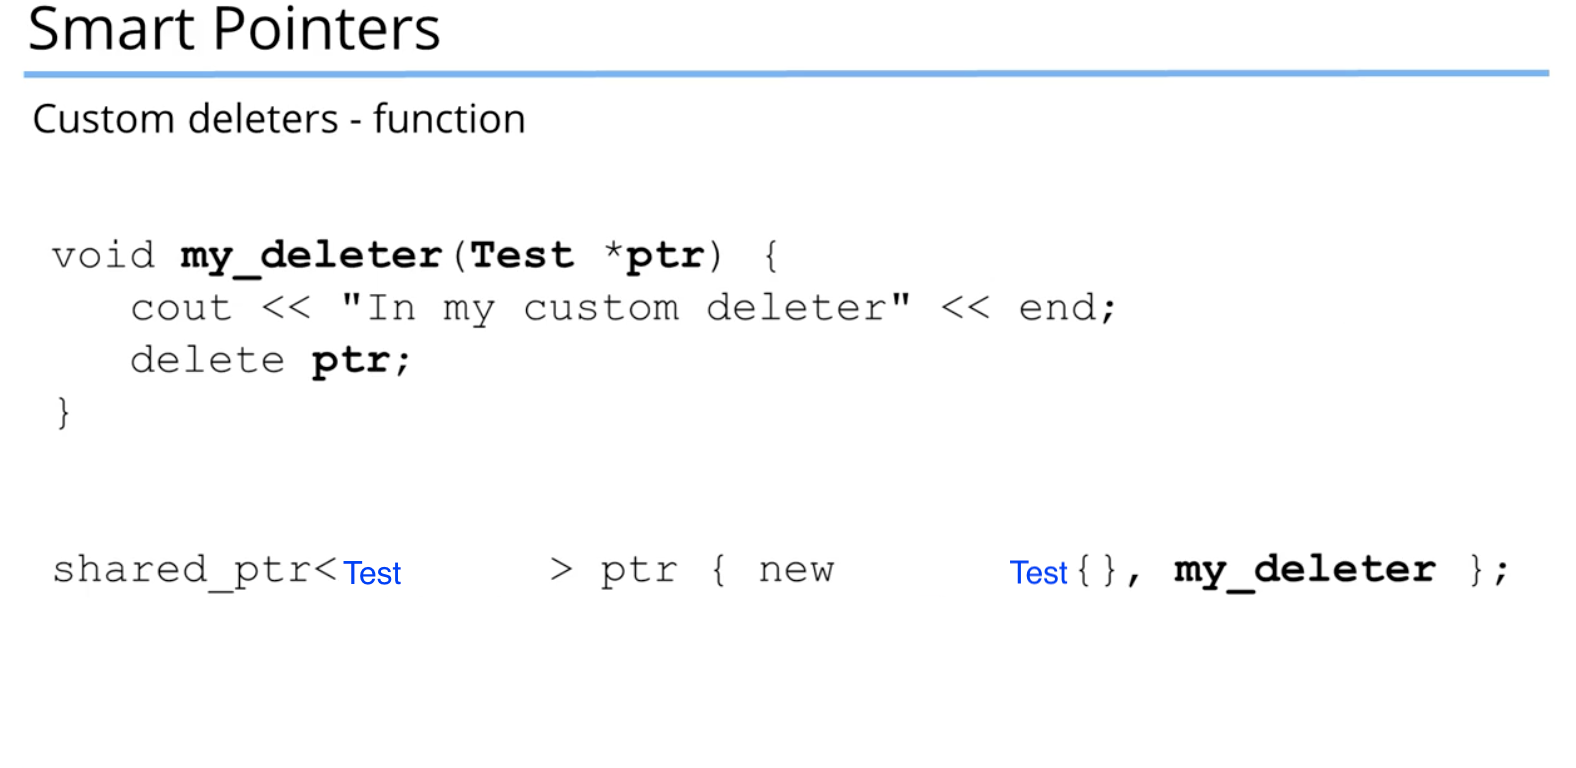 Smart Pointers
Custom deleters - function
void my_deleter(Test *ptr) {
cout << "In my custom deleter" << end;
delete ptr;
}
shared_ptr<Test > ptr { new Test{}, my_deleter };